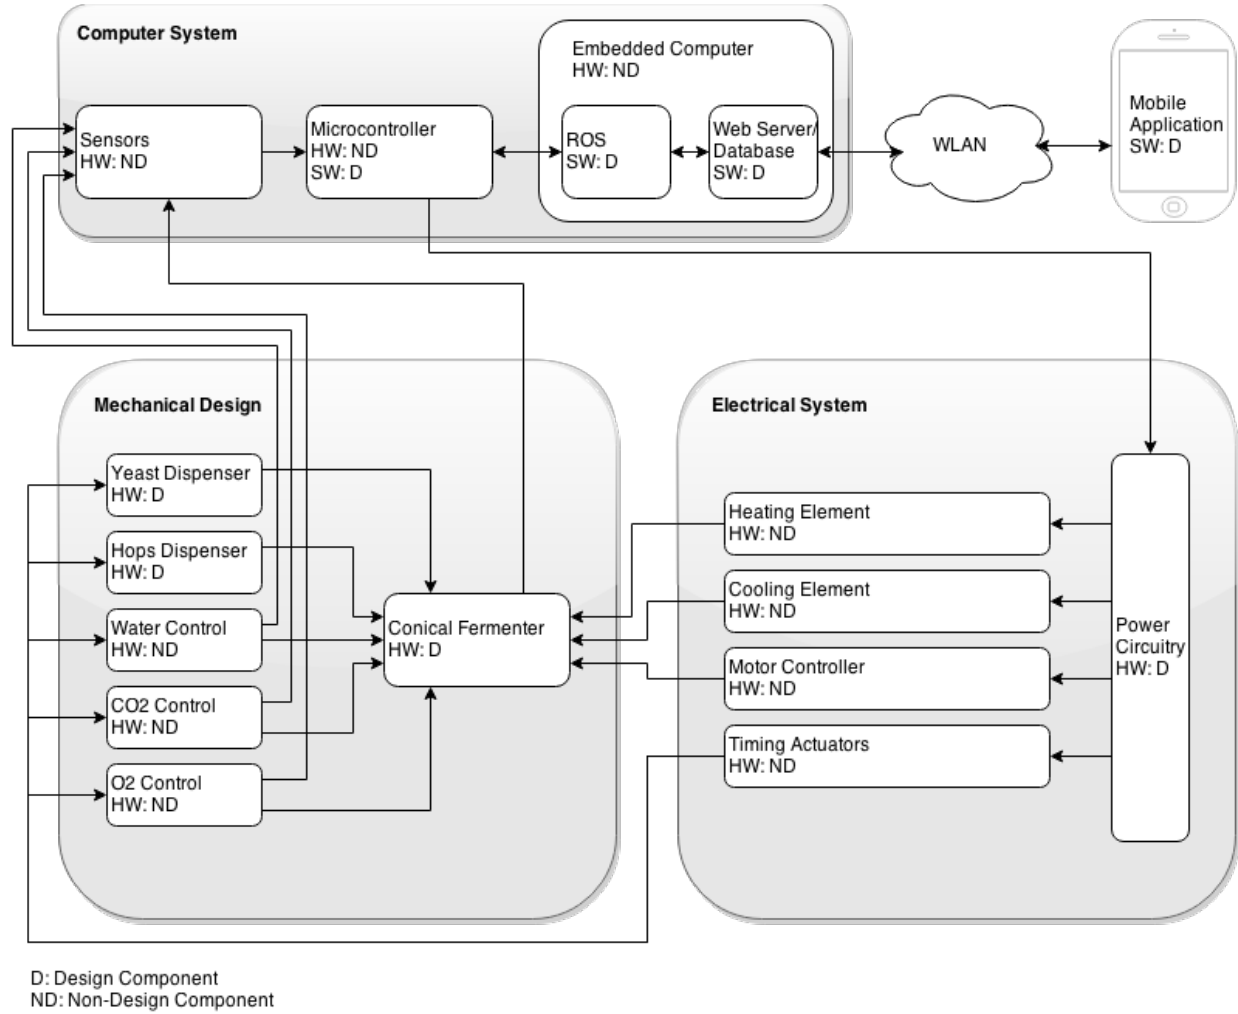 Computer System
Embedded Computer
HW: ND
Sensors
HW: ND
Microcontroller
HW: ND
SW: D
ROS
SW: D
Web Server/
Database
SW: D
WLAN
Mobile
Application
SW: D
Mechanical Design
Yeast Dispenser
HW: D
Hops Dispenser
HW: D
Water Control
HW: ND
CO2 Control
HW: ND
O2 Control
HW: ND
Conical Fermenter
HW: D
Electrical System
Heating Element
HW: ND
Cooling Element
HW: ND
Motor Controller
HW: ND
Timing Actuators
HW: ND
Power
Circuitry
HW: D
D: Design Component
ND: Non-Design Component